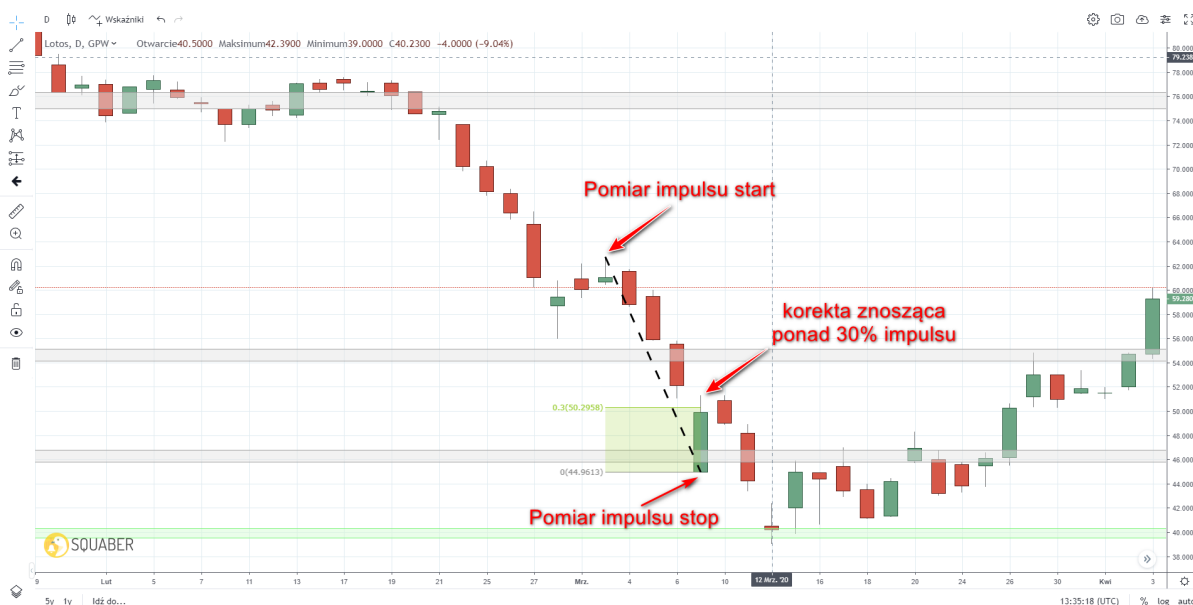 D Wskaźniki
Lotos, D, GPW Otwarcie40.5000 Maksimum42.3900 Minimum39.0000 C40.2300 -4.0000 (-9.04%)
80.000
79.238
78.000
76.000
74.000
72.000
70.000
68.000
Pomiar impulsu start
66.000
64.000
62.000
60.000
59.280
58.000
korekta znosząca
ponad 30% impulsu
56.000
54.000
52.000
0.3(50.2958)
50.000
48.000
46.000
0(44.9613)
44.000
42.000
Pomiar impulsu stop
40.000
SQUABER
38.000
9 Lut 5 7 11 13 17 19 21 25 27 Mrz. 4 6 10 12 Mrz. '20 16 18 20 24 26 30 Kwi 3
5y 1y Idź do... 13:35:18 (UTC) % log auto